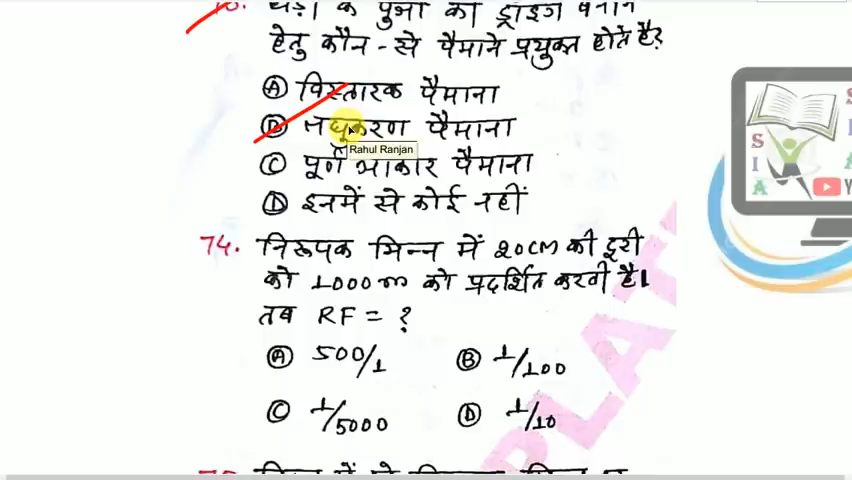 के पुर्जो का ड्राइंग बनाने
हेतु कौन - से पैमाने प्रयुक्त होते है?
Ⓐ विस्तारक पैमाना
Ⓑ लघुकरण पैमाना
Rahul Ranjan
Ⓒ पूर्ण आकार पैमाना
Ⓓ इनमें से कोई नहीं
74. निरूपक भिन्न में 20cm की दूरी
को 1000m को प्रदर्शित करती है।
तब RF = ?
Ⓐ 500/1 Ⓑ 1/100
Ⓒ 1/5000 Ⓓ 1/10
S
I
A
PLAT